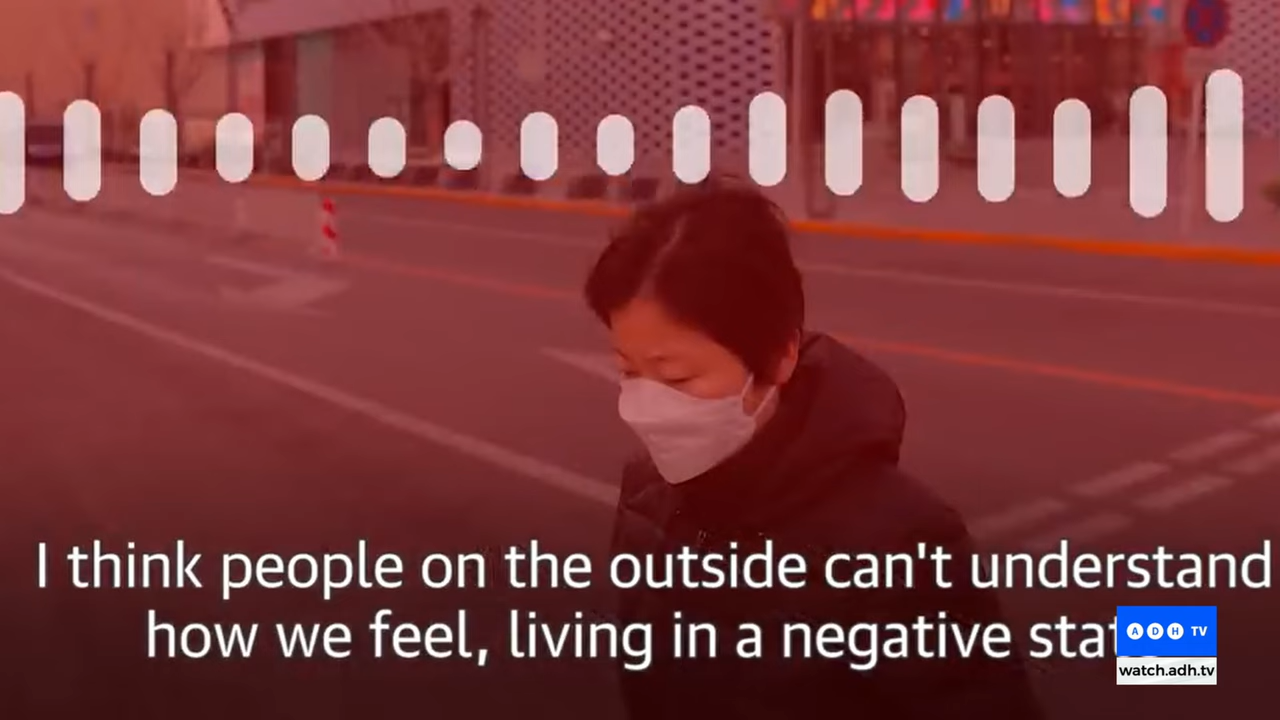 I think people on the outside can't understand
how we feel, living in a negative
ADH TV
watch.adh.tv